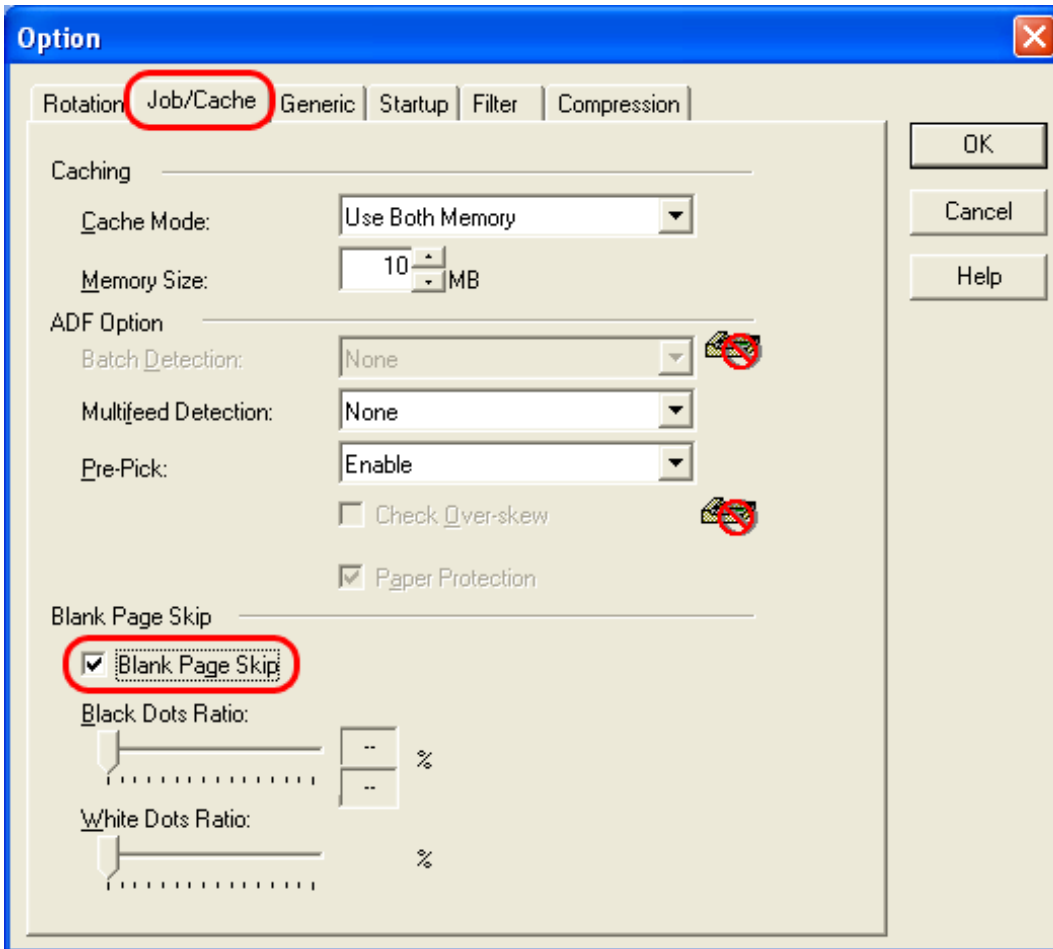 Option
Rotation Job/Cache Generic Startup Filter Compression
OK
Cancel
Help
Caching
Cache Mode: Use Both Memory
Memory Size: 10 MB
ADF Option
Batch Detection: None
Multifeed Detection: None
Pre-Pick: Enable
Check Over-skew
Paper Protection
Blank Page Skip
Blank Page Skip
Black Dots Ratio:
-- %
--
White Dots Ratio:
%